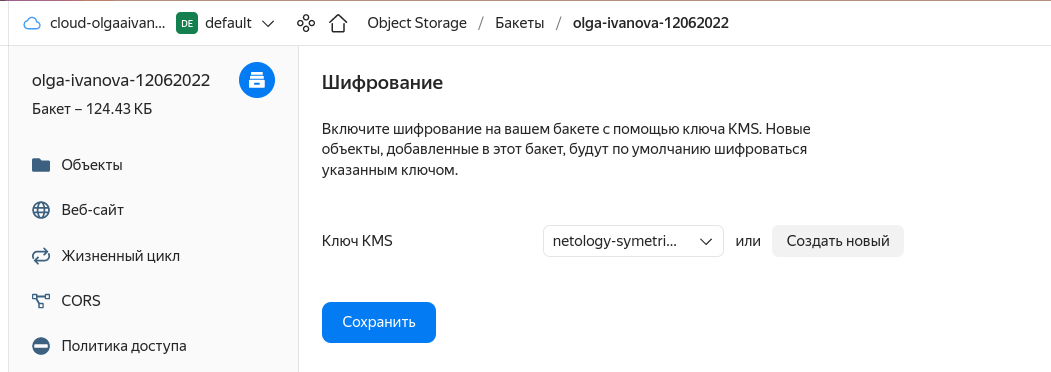 cloud-olgaaivan... DE default Object Storage / Бакеты / olga-ivanova-12062022
olga-ivanova-12062022
Бакет – 124.43 КБ
Объекты
Веб-сайт
Жизненный цикл
CORS
Политика доступа
Шифрование
Включите шифрование на вашем бакете с помощью ключа KMS. Новые
объекты, добавленные в этот бакет, будут по умолчанию шифроваться
указанным ключом.
Ключ KMS netology-symetri... или Создать новый
Сохранить